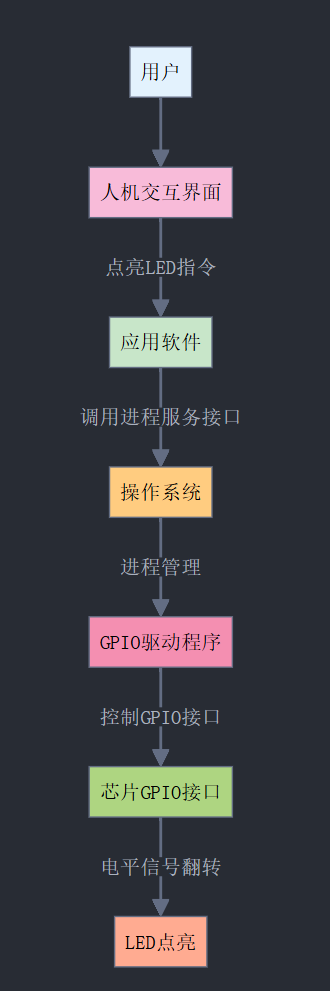 用户
人机交互界面
点亮LED指令
应用软件
调用进程服务接口
操作系统
进程管理
GPIO驱动程序
控制GPIO接口
芯片GPIO接口
电平信号翻转
LED点亮